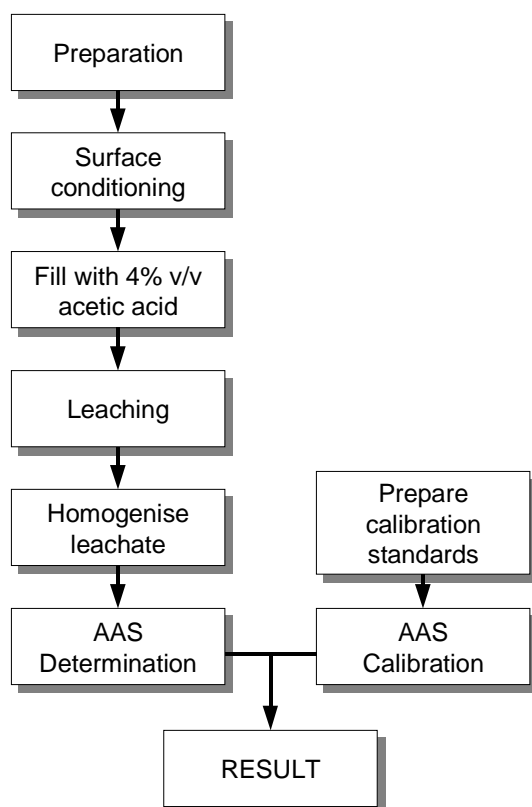 Preparation
Surface
conditioning
Fill with 4% v/v
acetic acid
Leaching
Homogenise
leachate
Prepare
calibration
standards
AAS
Determination
AAS
Calibration
RESULT